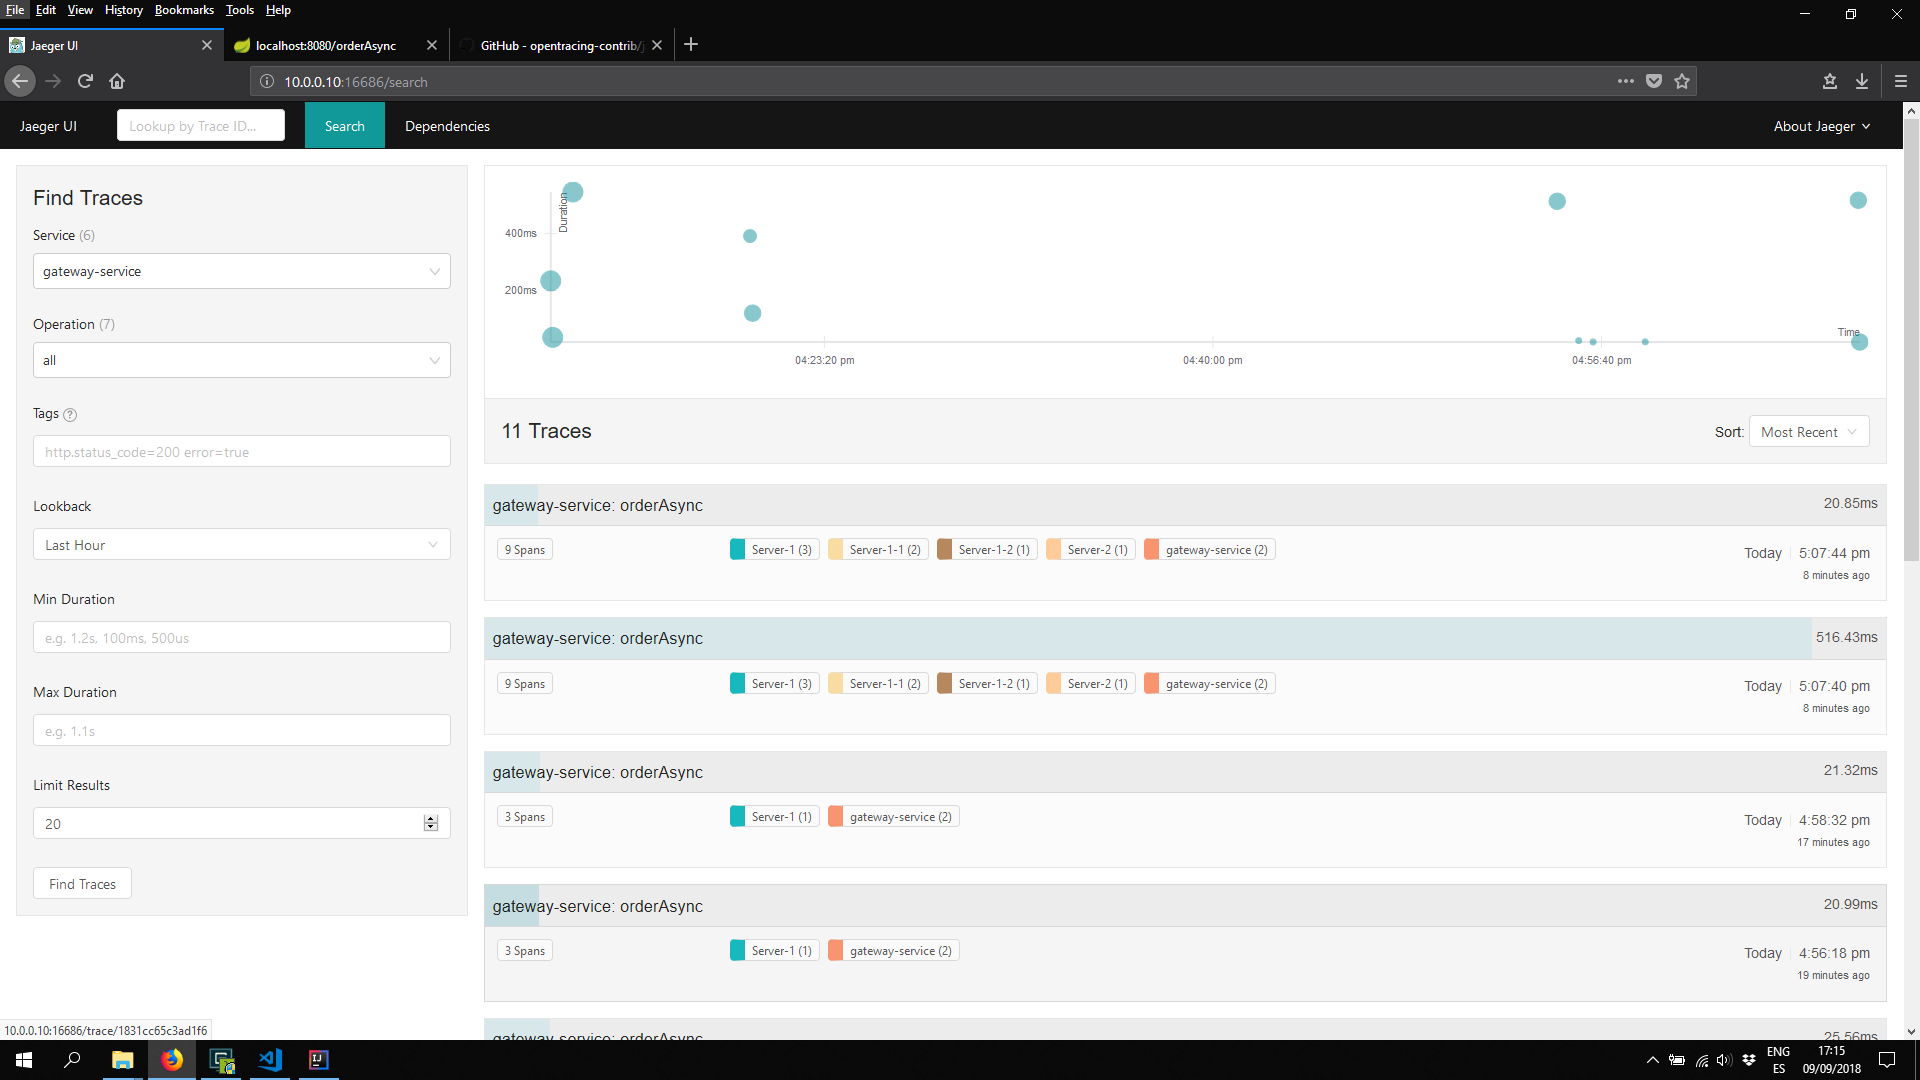 File Edit View History Bookmarks Tools Help
Jaeger UI
localhost:8080/orderAsync
GitHub - opentracing-contrib/
10.0.0.10:16686/search
Jaeger UI
Lookup by Trace ID...
Search
Dependencies
About Jaeger
Find Traces
Service (6)
gateway-service
Operation (7)
all
Tags ?
http.status_code=200 error=true
Lookback
Last Hour
Min Duration
e.g. 1.2s, 100ms, 500us
Max Duration
e.g. 1.1s
Limit Results
20
Find Traces
Duration
400ms
200ms
Time
04:23:20 pm
04:40:00 pm
04:56:40 pm
11 Traces
Sort: Most Recent
gateway-service: orderAsync
20.85ms
9 Spans
Server-1 (3)
Server-1-1 (2)
Server-1-2 (1)
Server-2 (1)
gateway-service (2)
Today 5:07:44 pm
8 minutes ago
gateway-service: orderAsync
516.43ms
9 Spans
Server-1 (3)
Server-1-1 (2)
Server-1-2 (1)
Server-2 (1)
gateway-service (2)
Today 5:07:40 pm
8 minutes ago
gateway-service: orderAsync
21.32ms
3 Spans
Server-1 (1)
gateway-service (2)
Today 4:58:32 pm
17 minutes ago
gateway-service: orderAsync
20.99ms
3 Spans
Server-1 (1)
gateway-service (2)
Today 4:56:18 pm
19 minutes ago
gateway-service: orderAsync
25.56ms
10.0.0.10:16686/trace/1831cc65c3ad1f6
ENG
ES
17:15
09/09/2018